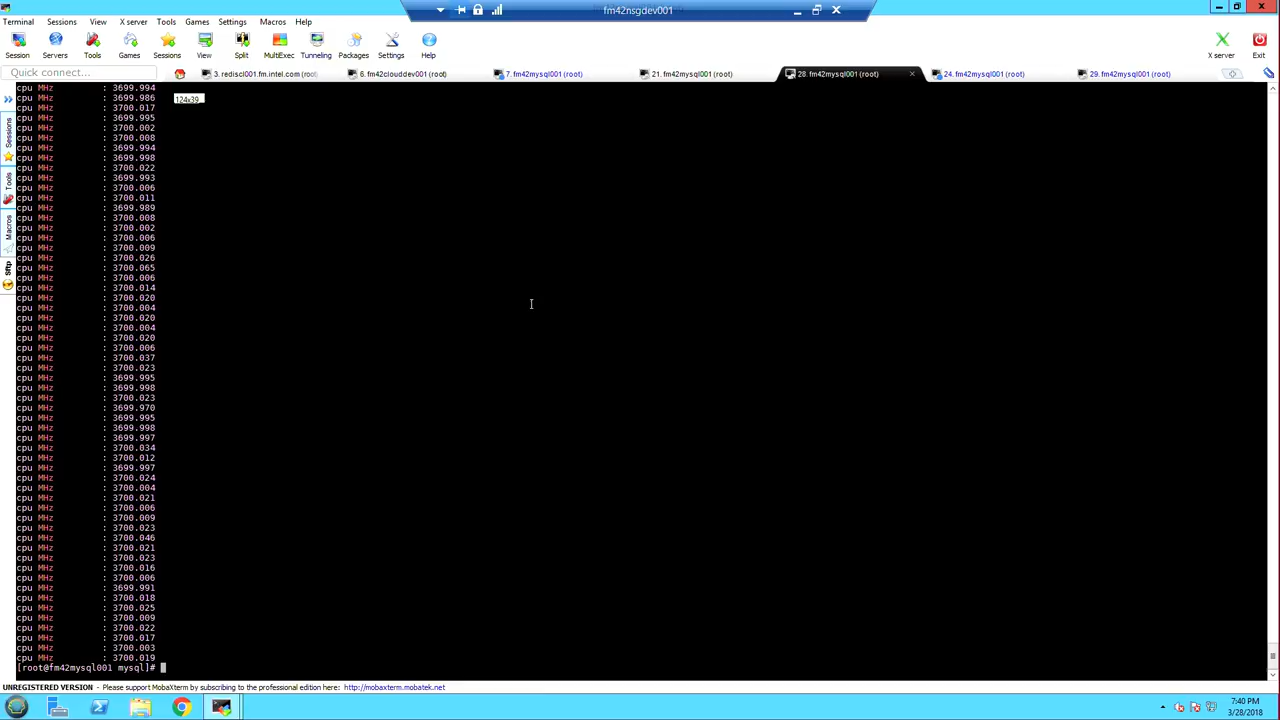 fm42nsgdev001
Terminal Sessions View X server Tools Games Settings Macros Help
Session Servers Tools Games Sessions View Split MultiExec Tunneling Packages Settings Help X server Exit
Quick connect...
3. rediscl001.fm.intel.com (root)
6. fm42clouddev001 (root)
7. fm42mysql001 (root)
21. fm42mysql001 (root)
28. fm42mysql001 (root)
24. fm42mysql001 (root)
29. fm42mysql001 (root)
Sessions
Tools
Macros
Sftp
124x39
cpu MHz : 3699.994
cpu MHz : 3699.986
cpu MHz : 3700.017
cpu MHz : 3699.995
cpu MHz : 3700.002
cpu MHz : 3700.008
cpu MHz : 3699.994
cpu MHz : 3699.998
cpu MHz : 3700.022
cpu MHz : 3699.993
cpu MHz : 3700.006
cpu MHz : 3700.011
cpu MHz : 3699.989
cpu MHz : 3700.008
cpu MHz : 3700.002
cpu MHz : 3700.006
cpu MHz : 3700.009
cpu MHz : 3700.026
cpu MHz : 3700.065
cpu MHz : 3700.006
cpu MHz : 3700.014
cpu MHz : 3700.020
cpu MHz : 3700.004
cpu MHz : 3700.020
cpu MHz : 3700.004
cpu MHz : 3700.020
cpu MHz : 3700.006
cpu MHz : 3700.037
cpu MHz : 3700.023
cpu MHz : 3699.995
cpu MHz : 3699.998
cpu MHz : 3700.023
cpu MHz : 3699.970
cpu MHz : 3699.995
cpu MHz : 3699.998
cpu MHz : 3699.997
cpu MHz : 3700.034
cpu MHz : 3700.012
cpu MHz : 3699.997
cpu MHz : 3700.024
cpu MHz : 3700.004
cpu MHz : 3700.021
cpu MHz : 3700.006
cpu MHz : 3700.009
cpu MHz : 3700.023
cpu MHz : 3700.046
cpu MHz : 3700.021
cpu MHz : 3700.023
cpu MHz : 3700.016
cpu MHz : 3700.006
cpu MHz : 3699.991
cpu MHz : 3700.018
cpu MHz : 3700.025
cpu MHz : 3700.009
cpu MHz : 3700.022
cpu MHz : 3700.017
cpu MHz : 3700.003
cpu MHz : 3700.019
[root@fm42mysql001 mysql]#
UNREGISTERED VERSION - Please support MobaXterm by subscribing to the professional edition here: http://mobaxterm.mobatek.net
7:40 PM
3/28/2018